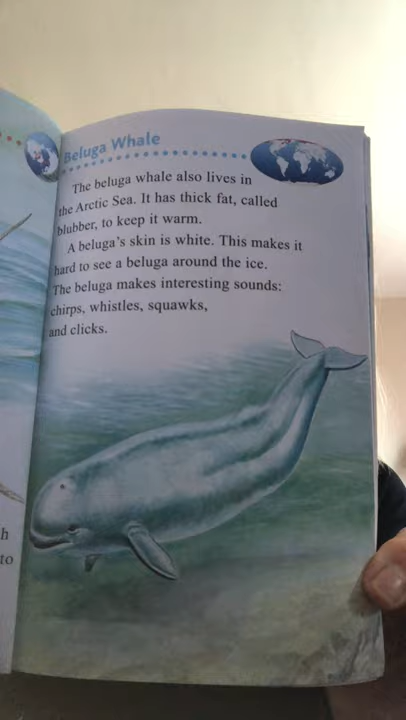 Beluga Whale
The beluga whale also lives in
the Arctic Sea. It has thick fat, called
blubber, to keep it warm.
A beluga's skin is white. This makes it
hard to see a beluga around the ice.
The beluga makes interesting sounds:
chirps, whistles, squawks,
and clicks.
to